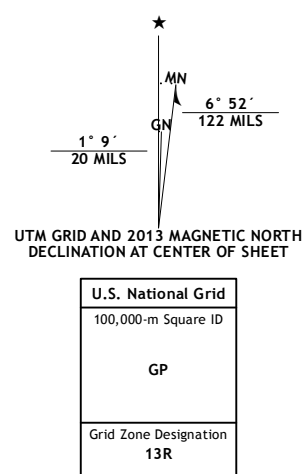 ★
MN
GN
6° 52´
122 MILS
1° 9´
20 MILS
UTM GRID AND 2013 MAGNETIC NORTH
DECLINATION AT CENTER OF SHEET
U.S. National Grid
100,000-m Square ID
GP
Grid Zone Designation
13R